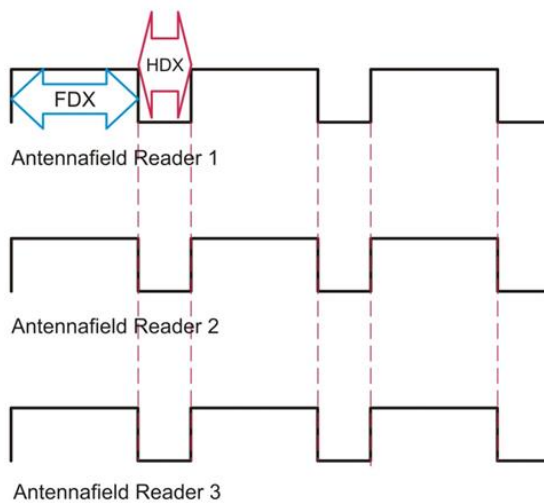 HDX
FDX
Antennafield Reader 1
Antennafield Reader 2
Antennafield Reader 3